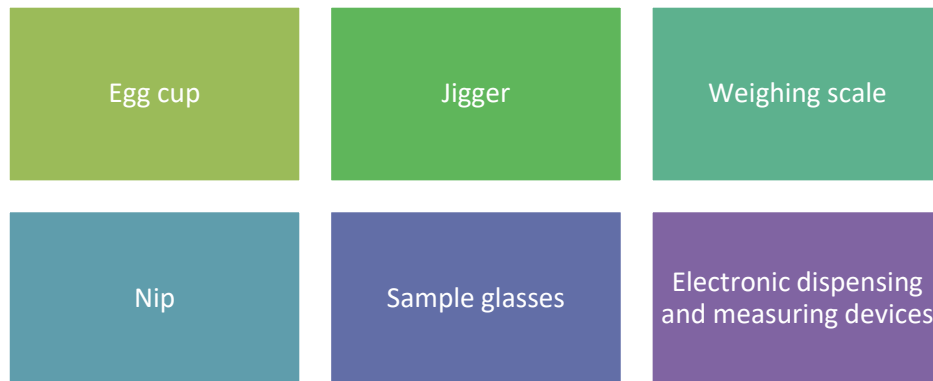 Egg cup
Jigger
Weighing scale
Nip
Sample glasses
Electronic dispensing
and measuring devices